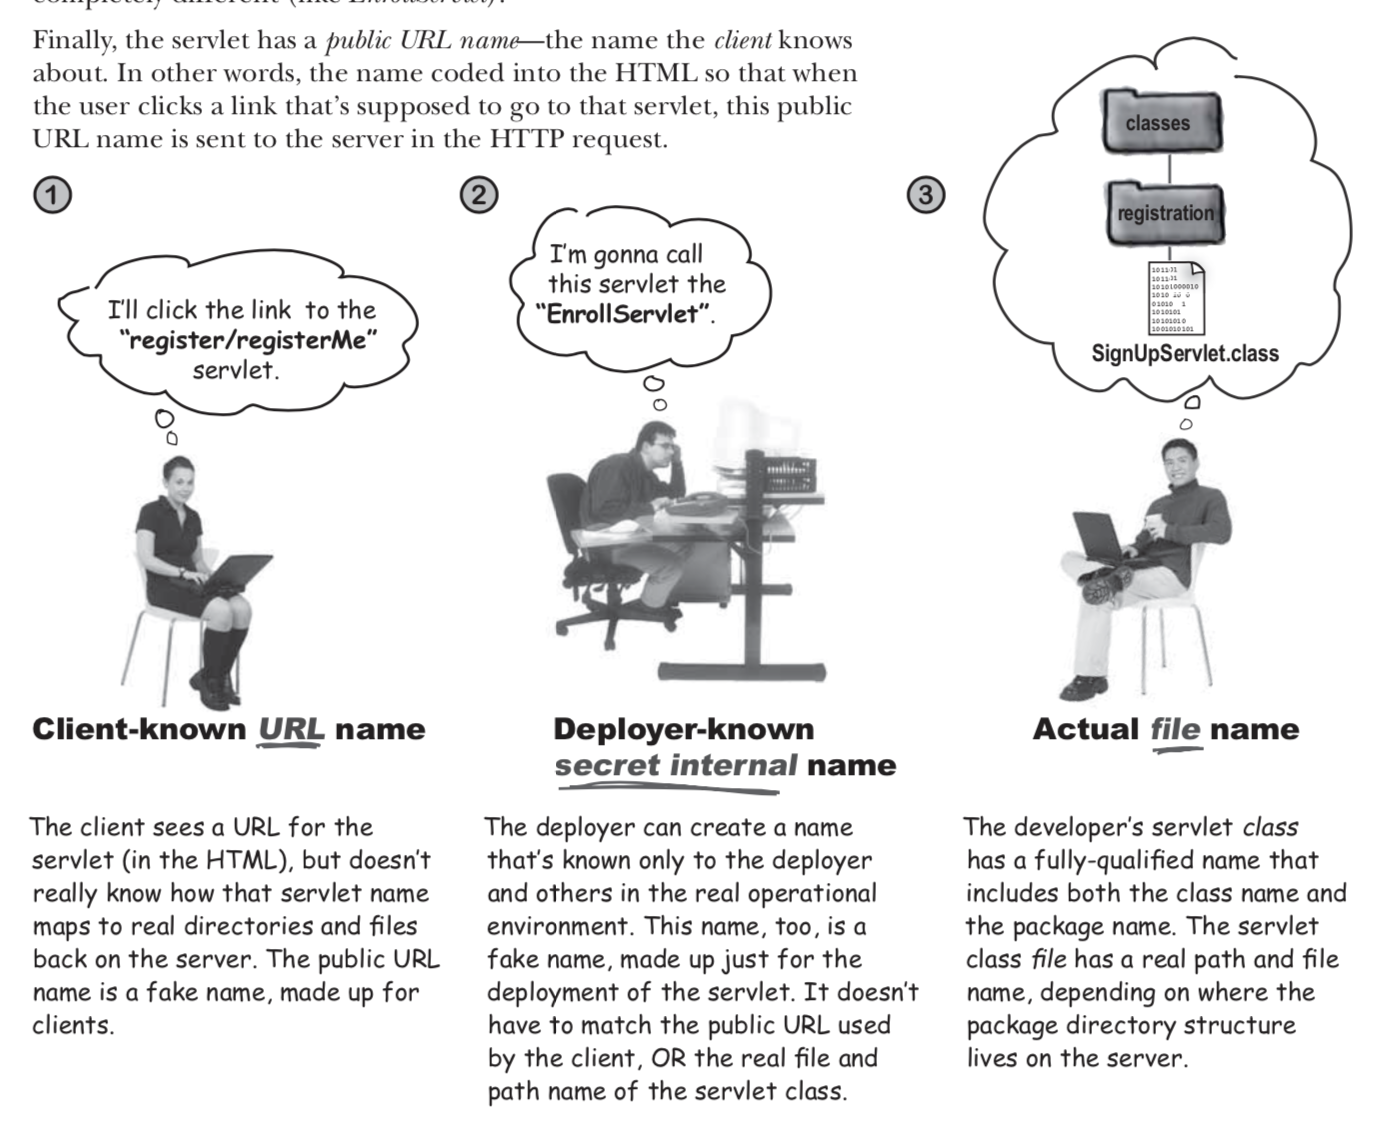 Finally, the servlet has a public URL name—the name the client knows
about. In other words, the name coded into the HTML so that when
the user clicks a link that's supposed to go to that servlet, this public
URL name is sent to the server in the HTTP request.
1
I'll click the link to the
“register/registerMe”
servlet.
2
I'm gonna call
this servlet the
“EnrollServlet”.
3
classes
registration
SignUpServlet.class
Client-known URL name
The client sees a URL for the
servlet (in the HTML), but doesn't
really know how that servlet name
maps to real directories and files
back on the server. The public URL
name is a fake name, made up for
clients.
Deployer-known
secret internal name
The deployer can create a name
that's known only to the deployer
and others in the real operational
environment. This name, too, is a
fake name, made up just for the
deployment of the servlet. It doesn't
have to match the public URL used
by the client, OR the real file and
path name of the servlet class.
Actual file name
The developer's servlet class
has a fully-qualified name that
includes both the class name and
the package name. The servlet
class file has a real path and file
name, depending on where the
package directory structure
lives on the server.